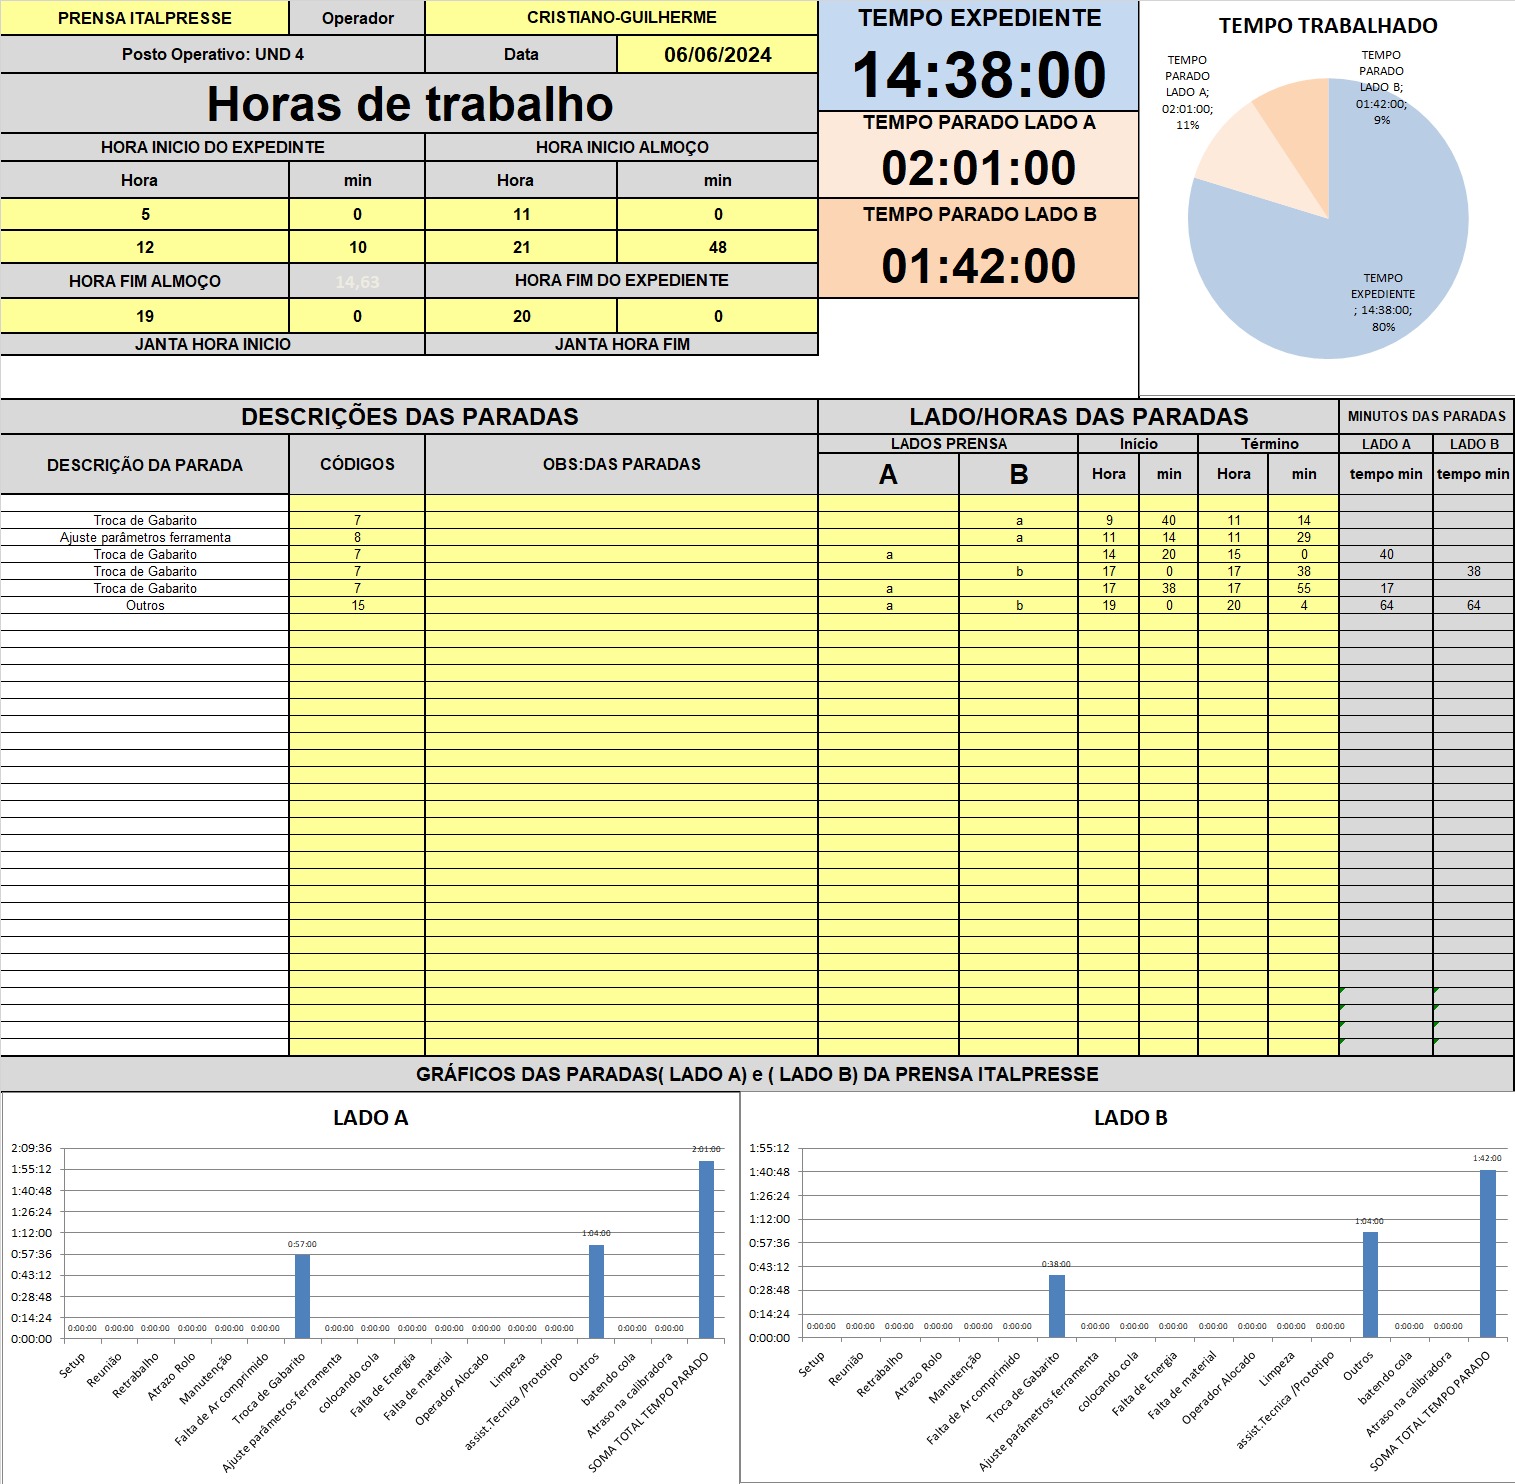 PRENSA ITALPRESSE Operador CRISTIANO-GUILHERME
Posto Operativo: UND 4 Data 06/06/2024
Horas de trabalho
HORA INICIO DO EXPEDINTE HORA INICIO ALMOÇO
Hora min Hora min
5 0 11 0
12 10 21 48
HORA FIM ALMOÇO 14,63 HORA FIM DO EXPEDIENTE
19 0 20 0
JANTA HORA INICIO JANTA HORA FIM
TEMPO EXPEDIENTE
14:38:00
TEMPO PARADO LADO A
02:01:00
TEMPO PARADO LADO B
01:42:00
TEMPO TRABALHADO
TEMPO
PARADO
LADO A;
02:01:00;
11%
TEMPO
PARADO
LADO B;
01:42:00;
9%
TEMPO
EXPEDIENTE
; 14:38:00;
80%
DESCRIÇÕES DAS PARADAS LADO/HORAS DAS PARADAS MINUTOS DAS PARADAS
DESCRIÇÃO DA PARADA CÓDIGOS OBS:DAS PARADAS
LADOS PRENSA Início Término LADO A LADO B
A B Hora min Hora min tempo min tempo min
Troca de Gabarito 7 a 9 40 11 14
Ajuste parâmetros ferramenta 8 a 11 14 11 29
Troca de Gabarito 7 a 14 20 15 0 40
Troca de Gabarito 7 b 17 0 17 38 38
Troca de Gabarito 7 a 17 38 17 55 17
Outros 15 a b 19 0 20 4 64 64
GRÁFICOS DAS PARADAS( LADO A) e ( LADO B) DA PRENSA ITALPRESSE
LADO A
2:09:36
1:55:12
1:40:48
1:26:24
1:12:00
0:57:36
0:43:12
0:28:48
0:14:24
0:00:00
0:00:00 0:00:00 0:00:00 0:00:00 0:00:00 0:00:00 0:57:00 0:00:00 0:00:00 0:00:00 0:00:00 0:00:00 0:00:00 0:00:00 1:04:00 0:00:00 0:00:00 2:01:00
Setup
Reunião
Retrabalho
Atrazo Rolo
Manutenção
Falta de Ar comprimido
Troca de Gabarito
Ajuste parâmetros ferramenta
colocando cola
Falta de Energia
Falta de material
Operador Alocado
Limpeza
assist.Tecnica /Prototipo
Outros
batendo cola
Atraso na calibradora
SOMA TOTAL TEMPO PARADO
LADO B
1:55:12
1:40:48
1:26:24
1:12:00
0:57:36
0:43:12
0:28:48
0:14:24
0:00:00
0:00:00 0:00:00 0:00:00 0:00:00 0:00:00 0:00:00 0:38:00 0:00:00 0:00:00 0:00:00 0:00:00 0:00:00 0:00:00 0:00:00 1:04:00 0:00:00 0:00:00 1:42:00
Setup
Reunião
Retrabalho
Atrazo Rolo
Manutenção
Falta de Ar comprimido
Troca de Gabarito
Ajuste parâmetros ferramenta
colocando cola
Falta de Energia
Falta de material
Operador Alocado
Limpeza
assist.Tecnica /Prototipo
Outros
batendo cola
Atraso na calibradora
SOMA TOTAL TEMPO PARADO